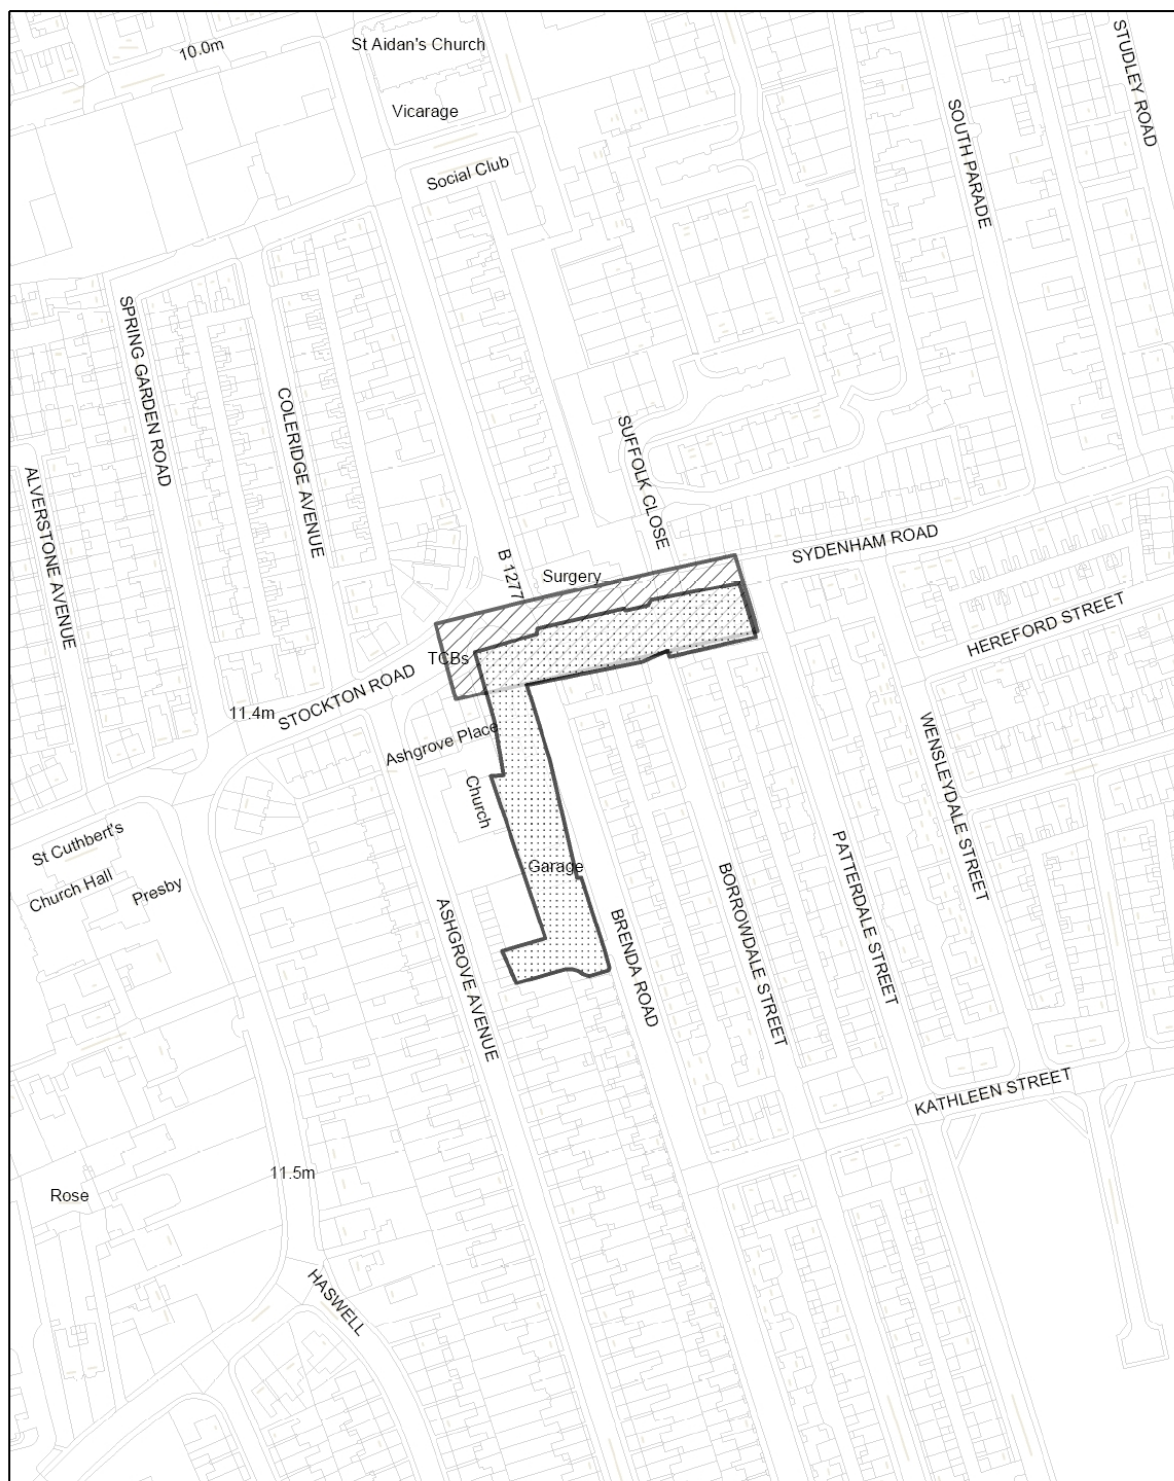 10.0m
St Aidan's Church
STUDLEY ROAD
Vicarage
SOUTH PARADE
Social Club
SPRING GARDEN ROAD
COLERIDGE AVENUE
SUFFOLK CLOSE
ALVERSTONE AVENUE
SYDENHAM ROAD
B 1277
Surgery
HEREFORD STREET
TCBs
STOCKTON ROAD
11.4m
Ashgrove Place
WENSLEYDALE STREET
Church
St Cuthbert's
Church Hall
Presby
Garage
PATTERDALE STREET
BORROWDALE STREET
ASHGROVE AVENUE
BRENDA ROAD
KATHLEEN STREET
11.5m
Rose
HASWELL